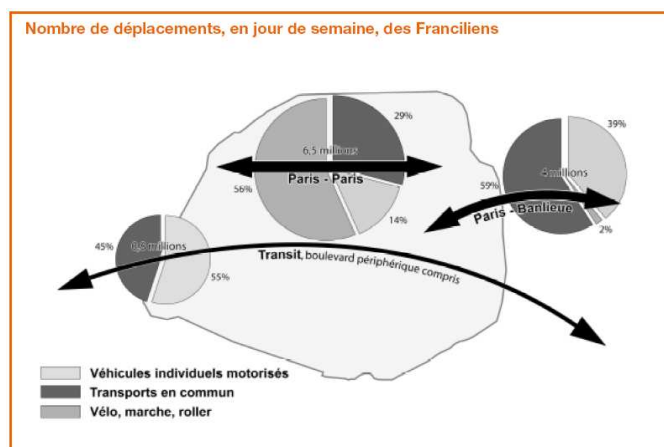 Nombre de déplacements, en jour de semaine, des Franciliens
29%
6,5 millions
Paris - Paris
56%
14%
39%
4 millions
59%
Paris - Banlieue
2%
45%
0,6 millions
55%
Transit, boulevard périphérique compris
Véhicules individuels motorisés
Transports en commun
Vélo, marche, roller